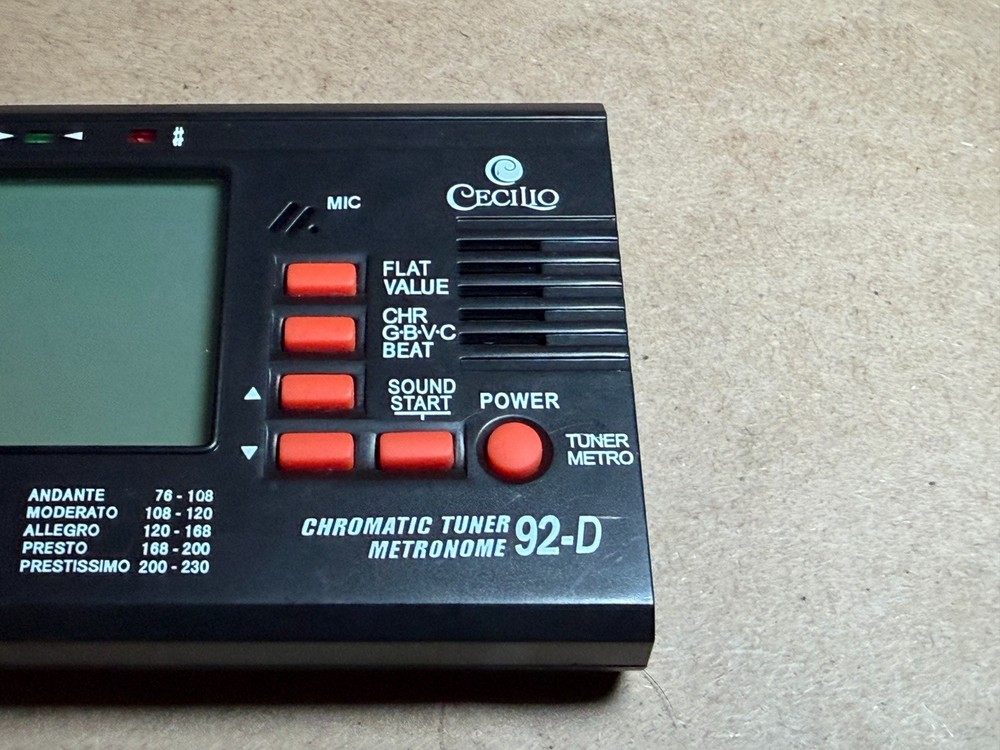 #
CECILIO
MIC
FLAT
VALUE
CHR
G·B·V·C
BEAT
SOUND
START
POWER
TUNER
METRO
ANDANTE 76 - 108
MODERATO 108 - 120
ALLEGRO 120 - 168
PRESTO 168 - 200
PRESTISSIMO 200 - 230
CHROMATIC TUNER
METRONOME 92-D